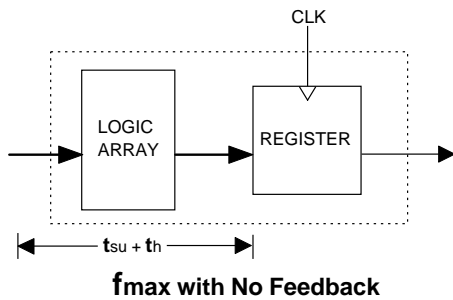 CLK
LOGIC
ARRAY
REGISTER
tsu + th
fmax with No Feedback